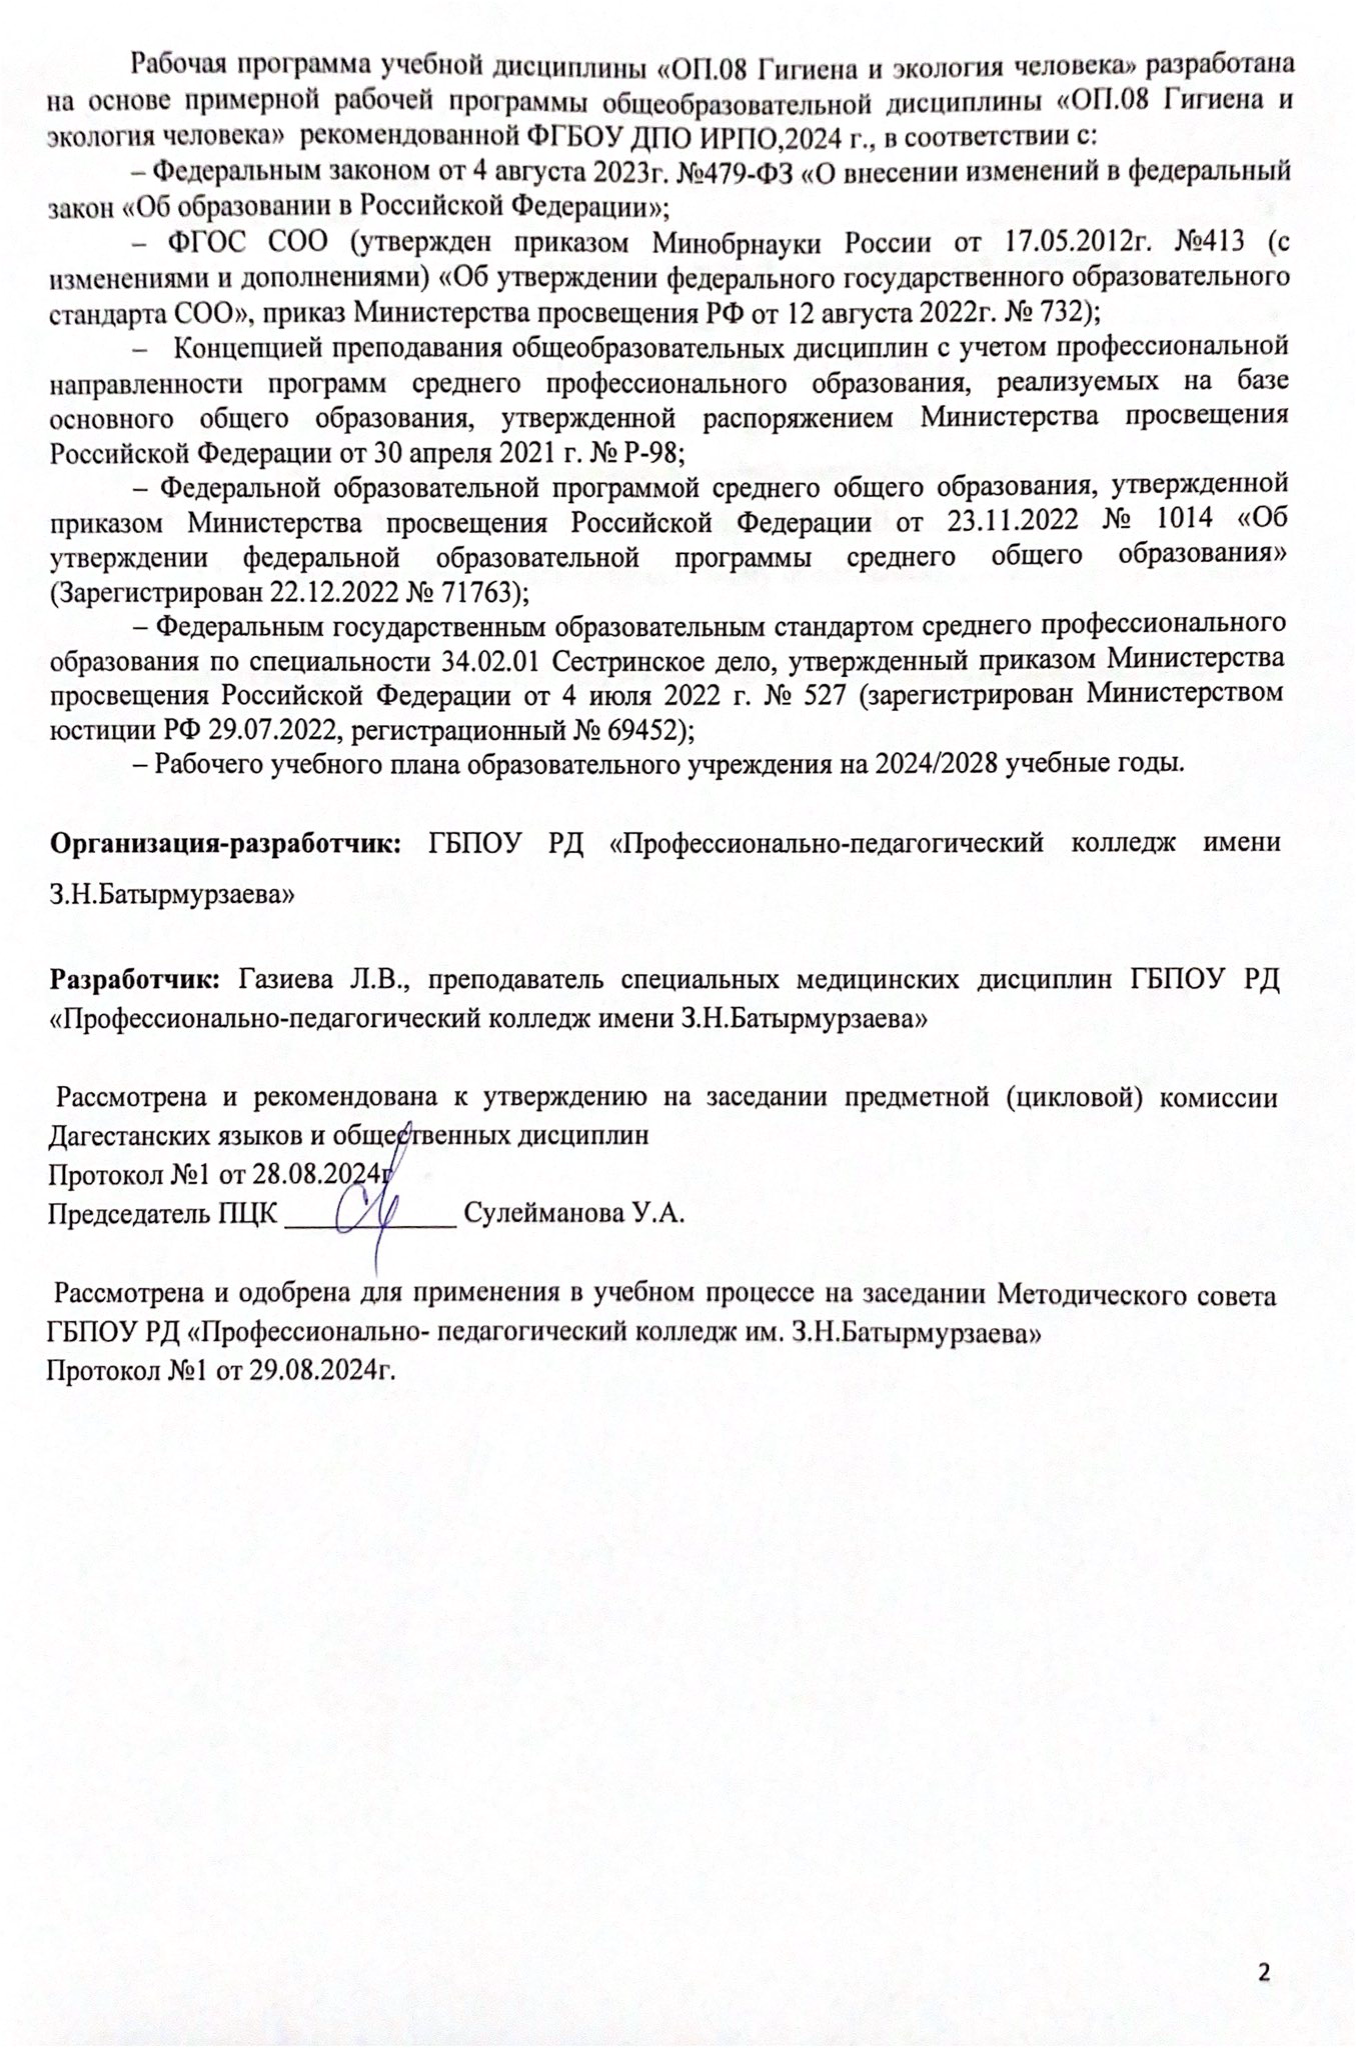 Рабочая программа учебной дисциплины «ОП.08 Гигиена и экология человека» разработана
на основе примерной рабочей программы общеобразовательной дисциплины «ОП.08 Гигиена и
экология человека» рекомендованной ФГБОУ ДПО ИРПО,2024 г., в соответствии с:
– Федеральным законом от 4 августа 2023г. №479-ФЗ «О внесении изменений в федеральный
закон «Об образовании в Российской Федерации»;
– ФГОС СОО (утвержден приказом Минобрнауки России от 17.05.2012г. №413 (с
изменениями и дополнениями) «Об утверждении федерального государственного образовательного
стандарта СОО», приказ Министерства просвещения РФ от 12 августа 2022г. № 732);
– Концепцией преподавания общеобразовательных дисциплин с учетом профессиональной
направленности программ среднего профессионального образования, реализуемых на базе
основного общего образования, утвержденной распоряжением Министерства просвещения
Российской Федерации от 30 апреля 2021 г. № Р-98;
– Федеральной образовательной программой среднего общего образования, утвержденной
приказом Министерства просвещения Российской Федерации от 23.11.2022 № 1014 «Об
утверждении федеральной образовательной программы среднего общего образования»
(Зарегистрирован 22.12.2022 № 71763);
– Федеральным государственным образовательным стандартом среднего профессионального
образования по специальности 34.02.01 Сестринское дело, утвержденный приказом Министерства
просвещения Российской Федерации от 4 июля 2022 г. № 527 (зарегистрирован Министерством
юстиции РФ 29.07.2022, регистрационный № 69452);
– Рабочего учебного плана образовательного учреждения на 2024/2028 учебные годы.
Организация-разработчик: ГБПОУ РД «Профессионально-педагогический колледж имени
З.Н.Батырмурзаева»
Разработчик: Газиева Л.В., преподаватель специальных медицинских дисциплин ГБПОУ РД
«Профессионально-педагогический колледж имени З.Н.Батырмурзаева»
Рассмотрена и рекомендована к утверждению на заседании предметной (цикловой) комиссии
Дагестанских языков и общественных дисциплин
Протокол №1 от 28.08.2024г
Председатель ПЦК ____________ Сулейманова У.А.
Рассмотрена и одобрена для применения в учебном процессе на заседании Методического совета
ГБПОУ РД «Профессионально- педагогический колледж им. З.Н.Батырмурзаева»
Протокол №1 от 29.08.2024г.
2